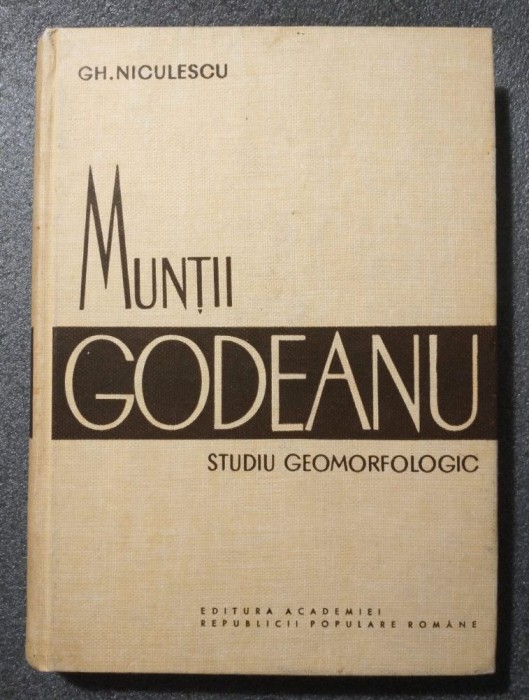 GH. NICULESCU
MUNȚII
GODEANU
STUDIU GEOMORFOLOGIC
EDITURA ACADEMIEI
REPUBLICII POPULARE ROMÂNE